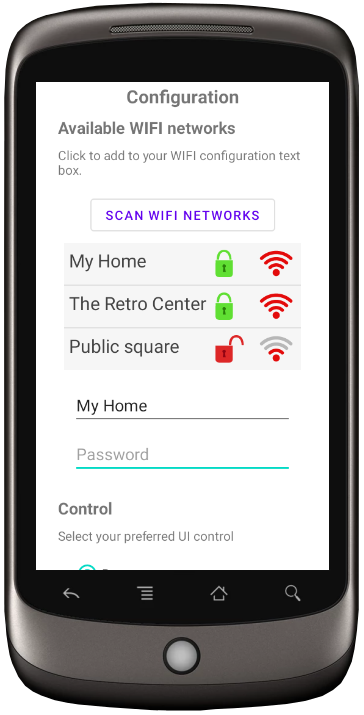 Configuration
Available WIFI networks
Click to add to your WIFI configuration text
box.
SCAN WIFI NETWORKS
My Home
The Retro Center
Public square
My Home
Password
Control
Select your preferred UI control